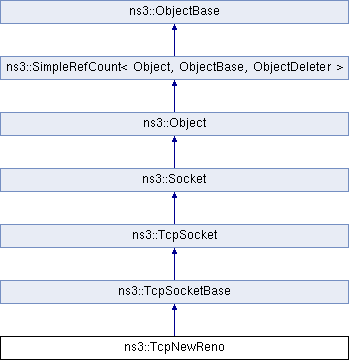 ns3::ObjectBase
ns3::SimpleRefCount< Object, ObjectBase, ObjectDeleter >
ns3::Object
ns3::Socket
ns3::TcpSocket
ns3::TcpSocketBase
ns3::TcpNewReno